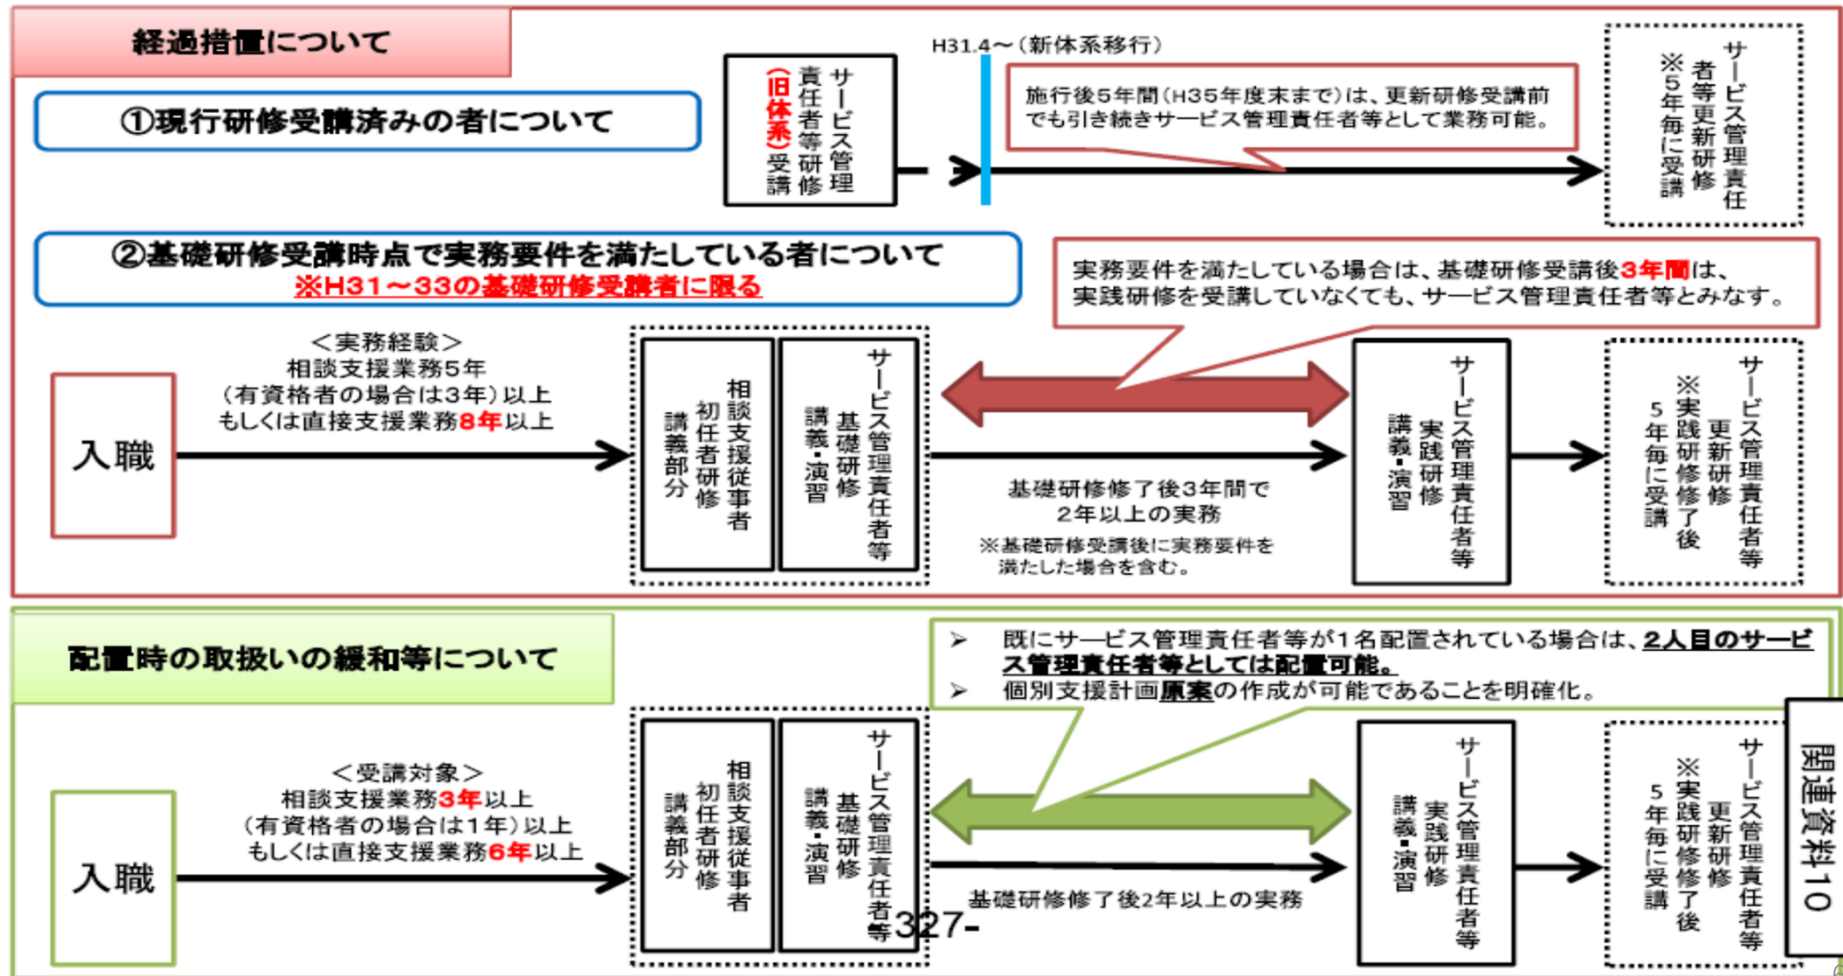 経過措置について
①現行研修受講済みの者について
サービス管理
責任者等研修
(旧体系)受講
H31.4～（新体系移行）
施行後5年間(H35年度末まで)は、更新研修受講前
でも引き続きサービス管理責任者等として業務可能。
サービス管理責任
者等更新研修
※5年毎に受講
②基礎研修受講時点で実務要件を満たしている者について
※H31～33の基礎研修受講者に限る
実務要件を満たしている場合は、基礎研修受講後3年間は、
実践研修を受講していなくても、サービス管理責任者等とみなす。
入職
＜実務経験＞
相談支援業務5年
(有資格者の場合は3年)以上
もしくは直接支援業務8年以上
相談支援従事者
初任者研修
講義部分
サービス管理責任者等
基礎研修
講義・演習
基礎研修修了後3年間で
2年以上の実務
※基礎研修受講後に実務要件を
満たした場合を含む。
サービス管理責任者等
実践研修
講義・演習
サービス管理責任者等
更新研修
※実践研修修了後
5年毎に受講
配置時の取扱いの緩和等について
➢ 既にサービス管理責任者等が1名配置されている場合は、2人目のサービ
ス管理責任者等としては配置可能。
➢ 個別支援計画原案の作成が可能であることを明確化。
入職
＜受講対象＞
相談支援業務3年以上
(有資格者の場合は1年)以上
もしくは直接支援業務6年以上
相談支援従事者
初任者研修
講義部分
サービス管理責任者等
基礎研修
講義・演習
基礎研修修了後2年以上の実務
サービス管理責任者等
実践研修
講義・演習
サービス管理責任者等
更新研修
※実践研修修了後
5年毎に受講
関連資料10
-327-